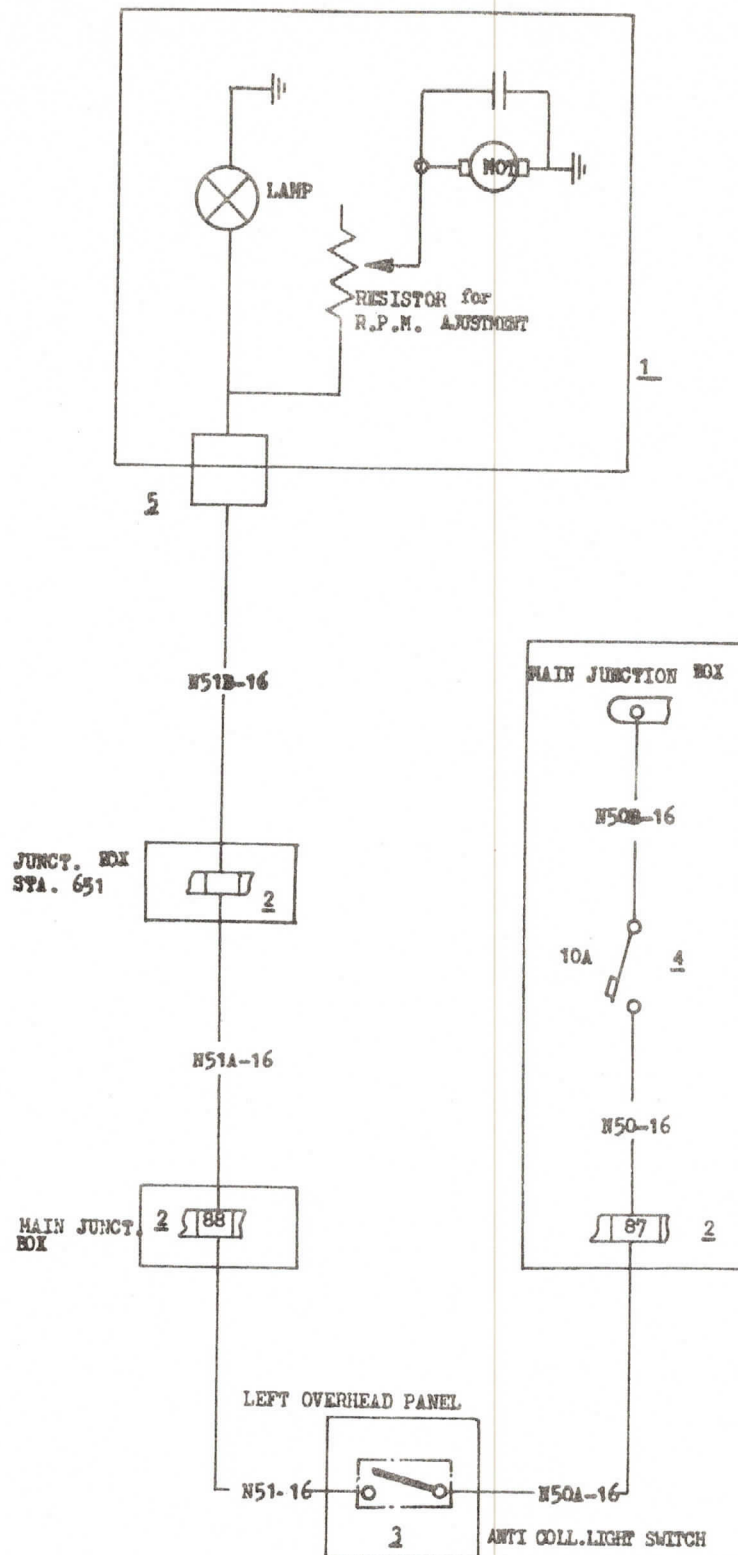 LAMP
MOT
RESISTOR for
R.P.M. AJUSTMENT
1
5
N51B-16
MAIN JUNCTION BOX
N50B-16
JUNCT. BOX
STA. 651
2
10A
4
N51A-16
N50-16
MAIN JUNCT.
BOX
2
88
87
2
LEFT OVERHEAD PANEL
N51-16
N50A-16
3
ANTI COLL.LIGHT SWITCH